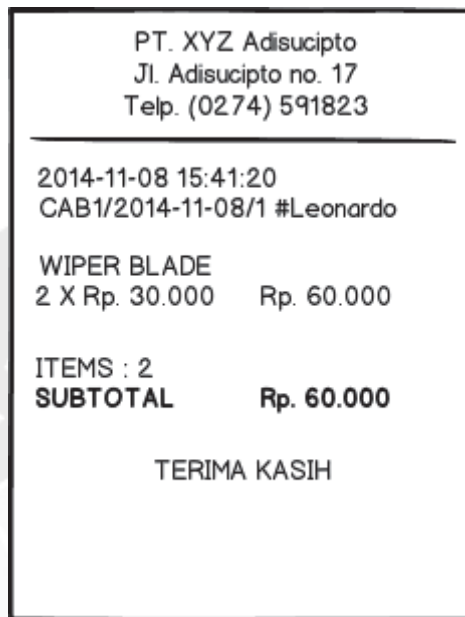 PT. XYZ Adisucipto
Jl. Adisucipto no. 17
Telp. (0274) 591823
2014-11-08 15:41:20
CAB1/2014-11-08/1 #Leonardo
WIPER BLADE
2 X Rp. 30.000 Rp. 60.000
ITEMS : 2
SUBTOTAL Rp. 60.000
TERIMA KASIH